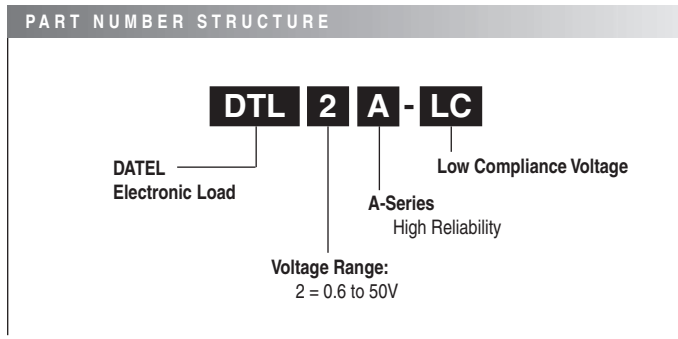 PART NUMBER STRUCTURE
DTL 2 A - LC
DATEL
Electronic Load
Low Compliance Voltage
A-Series
High Reliability
Voltage Range:
2 = 0.6 to 50V